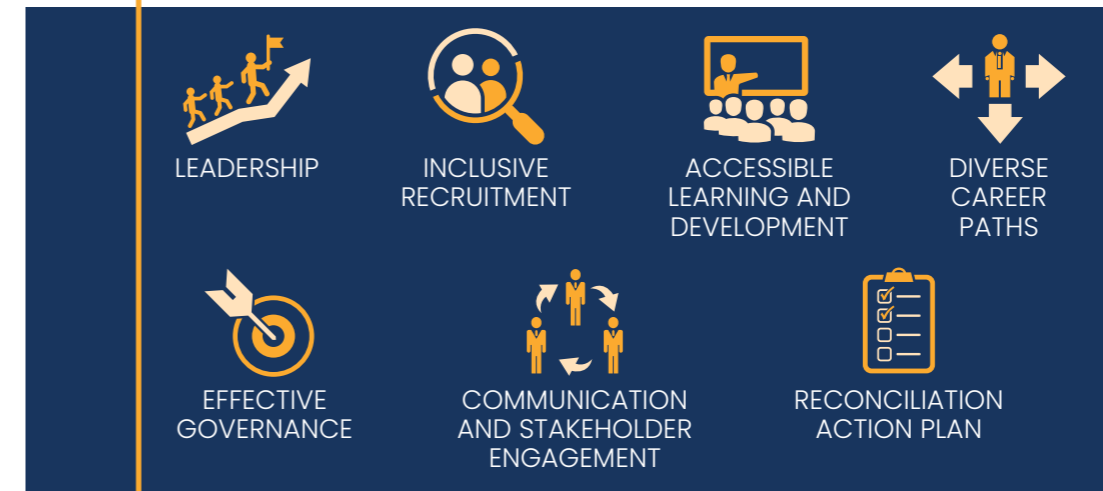 LEADERSHIP
INCLUSIVE
RECRUITMENT
ACCESSIBLE
LEARNING AND
DEVELOPMENT
DIVERSE
CAREER
PATHS
EFFECTIVE
GOVERNANCE
COMMUNICATION
AND STAKEHOLDER
ENGAGEMENT
RECONCILIATION
ACTION PLAN